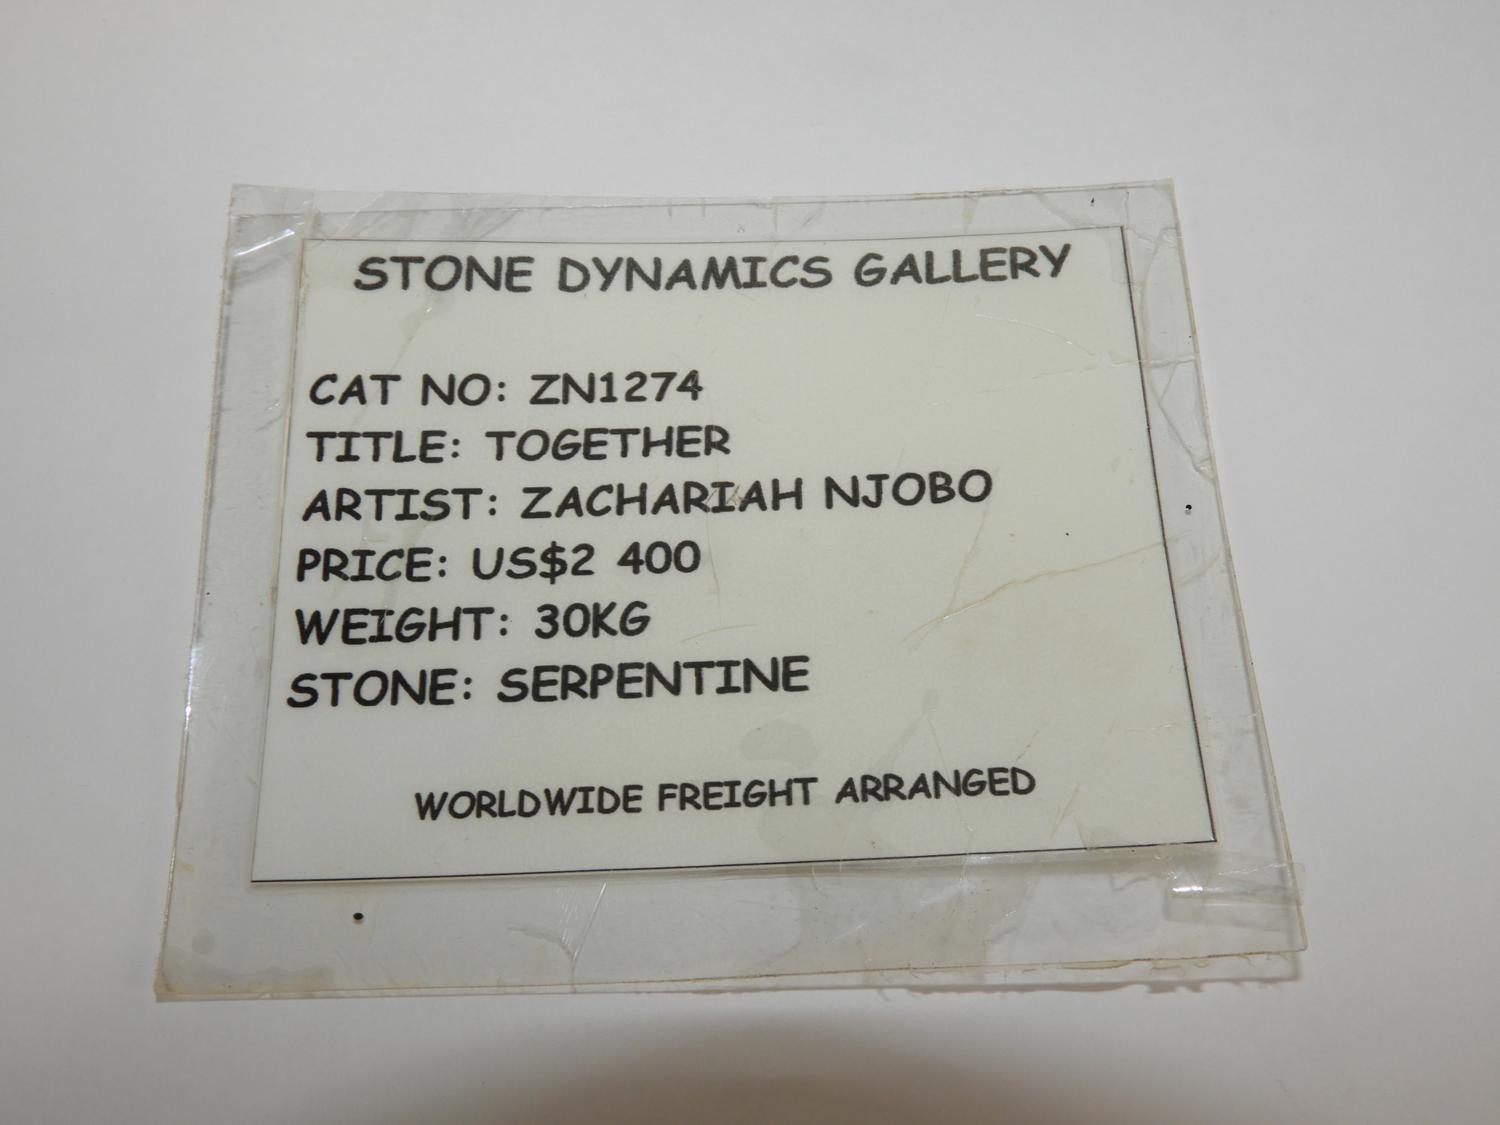 STONE DYNAMICS GALLERY
CAT NO: ZN1274
TITLE: TOGETHER
ARTIST: ZACHARIAH NJOBO
PRICE: US$2 400
WEIGHT: 30KG
STONE: SERPENTINE
WORLDWIDE FREIGHT ARRANGED